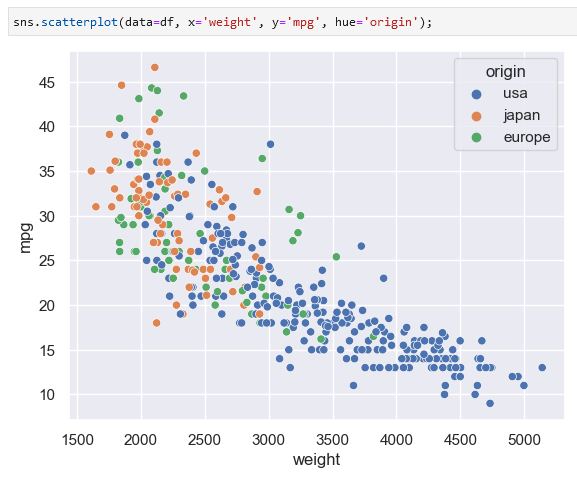 sns.scatterplot(data=df, x='weight', y='mpg', hue='origin');
origin
usa
japan
europe
45
40
35
30
25
20
15
10
mpg
1500 2000 2500 3000 3500 4000 4500 5000
weight